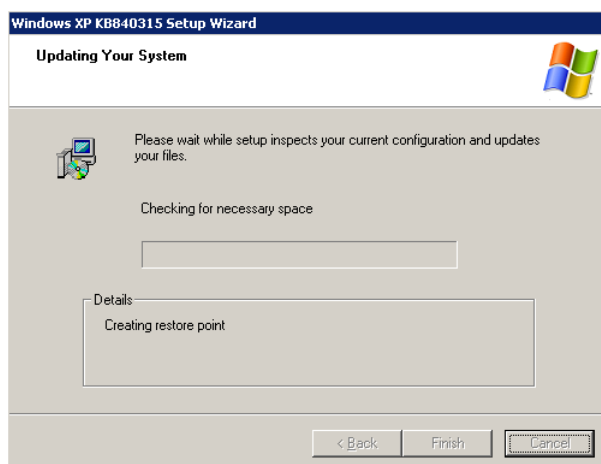 Windows XP KB840315 Setup Wizard
Updating Your System
Please wait while setup inspects your current configuration and updates
your files.
Checking for necessary space
Details
Creating restore point
< Back
Finish
Cancel